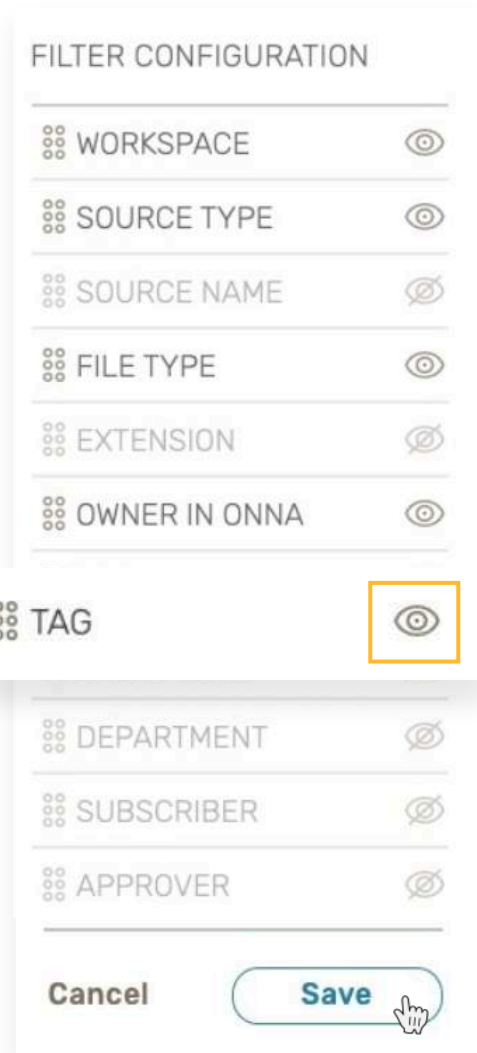 FILTER CONFIGURATION
WORKSPACE
SOURCE TYPE
SOURCE NAME
FILE TYPE
EXTENSION
OWNER IN ONNA
TAG
DEPARTMENT
SUBSCRIBER
APPROVER
Cancel Save